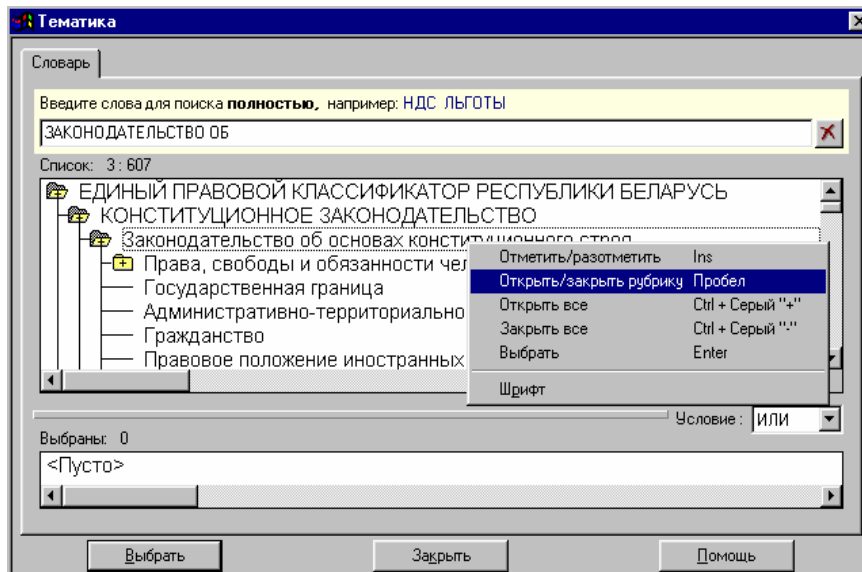 Тематика
Словарь
Введите слова для поиска полностью, например: НДС ЛЬГОТЫ
ЗАКОНОДАТЕЛЬСТВО ОБ
Список: 3 : 607
ЕДИНЫЙ ПРАВОВОЙ КЛАССИФИКАТОР РЕСПУБЛИКИ БЕЛАРУСЬ
КОНСТИТУЦИОННОЕ ЗАКОНОДАТЕЛЬСТВО
Законодательство об основах конституционного строя
Права, свободы и обязанности чел
Государственная граница
Административно-территориально
Гражданство
Правовое положение иностранных
Отметить/разотметить Ins
Открыть/закрыть рубрику Пробел
Открыть все Ctrl + Серый "+"
Закрыть все Ctrl + Серый "-"
Выбрать Enter
Шрифт
Условие: ИЛИ
Выбраны: 0
<Пусто>
Выбрать Закрыть Помощь